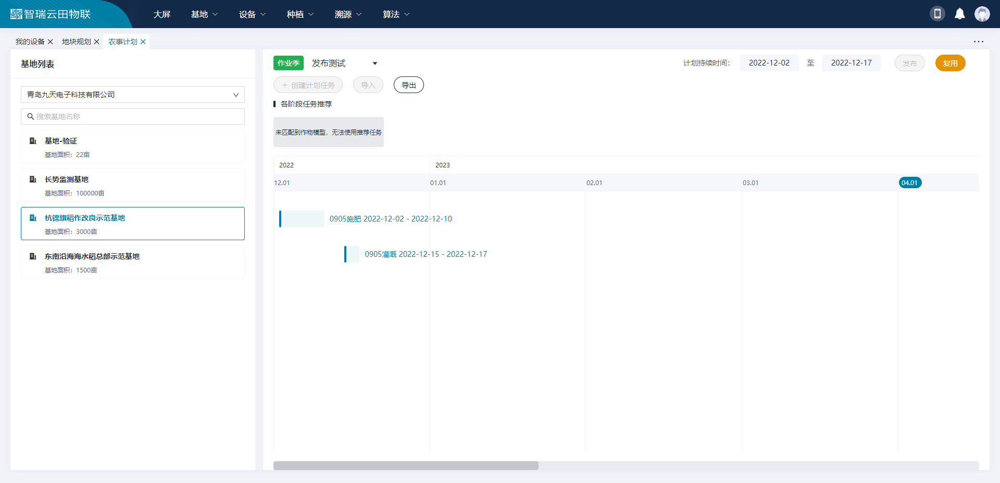 智瑞云田物联
大屏 基地 设备 种植 溯源 算法
我的设备 地块规划 农事计划
基地列表
青岛九天电子科技有限公司
搜索基地名称
基地-验证
基地面积：22亩
长势监测基地
基地面积：100000亩
杭锦旗稻作改良示范基地
基地面积：3000亩
东南沿海海水稻总部示范基地
基地面积：1500亩
作业季 发布测试 计划持续时间： 2022-12-02 至 2022-12-17 发布 复用
+ 创建计划任务 导入 导出
各阶段任务推荐
未匹配到作物模型，无法使用推荐任务
2022 2023
12.01 01.01 02.01 03.01 04.01
0905施肥 2022-12-02 - 2022-12-10
0905灌溉 2022-12-15 - 2022-12-17